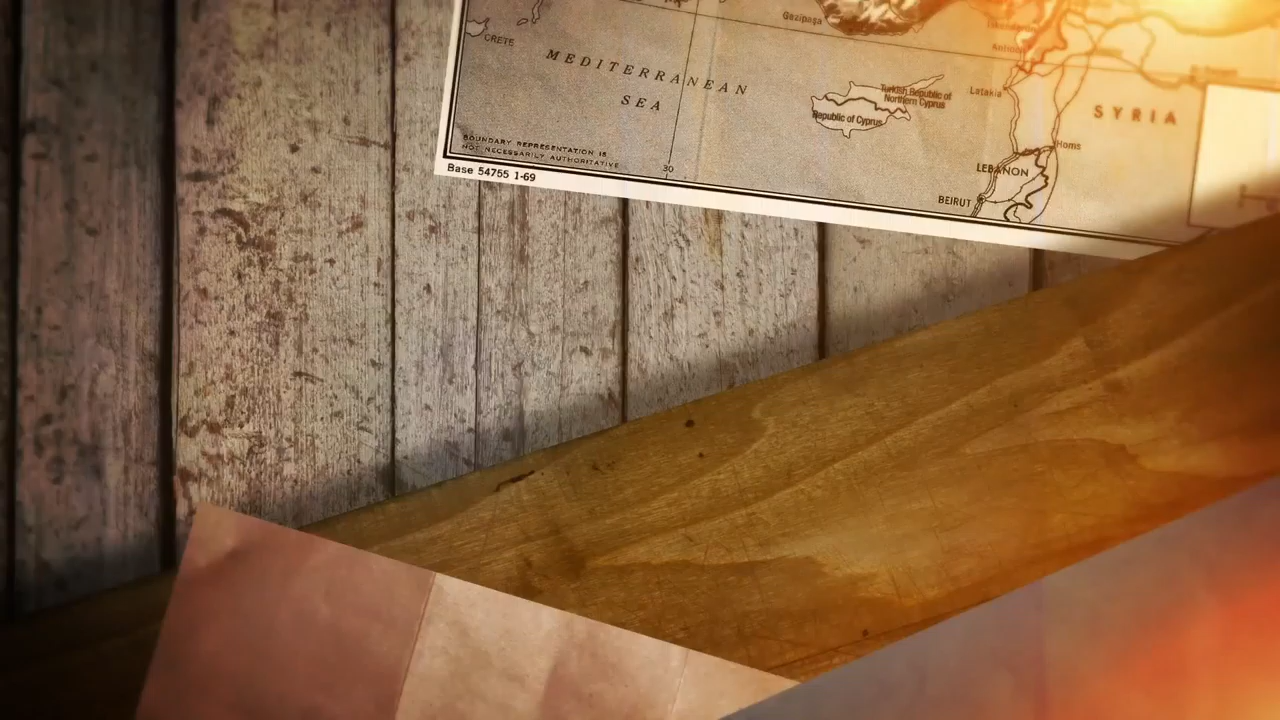 Gazipaşa
CRETE
MEDITERRANEAN
SEA
Turkish Republic of
Northern Cyprus
Republic of Cyprus
Latakia
SYRIA
Homs
LEBANON
BEIRUT
BOUNDARY REPRESENTATION IS
NOT NECESSARILY AUTHORITATIVE
30
Base 54755 1-69